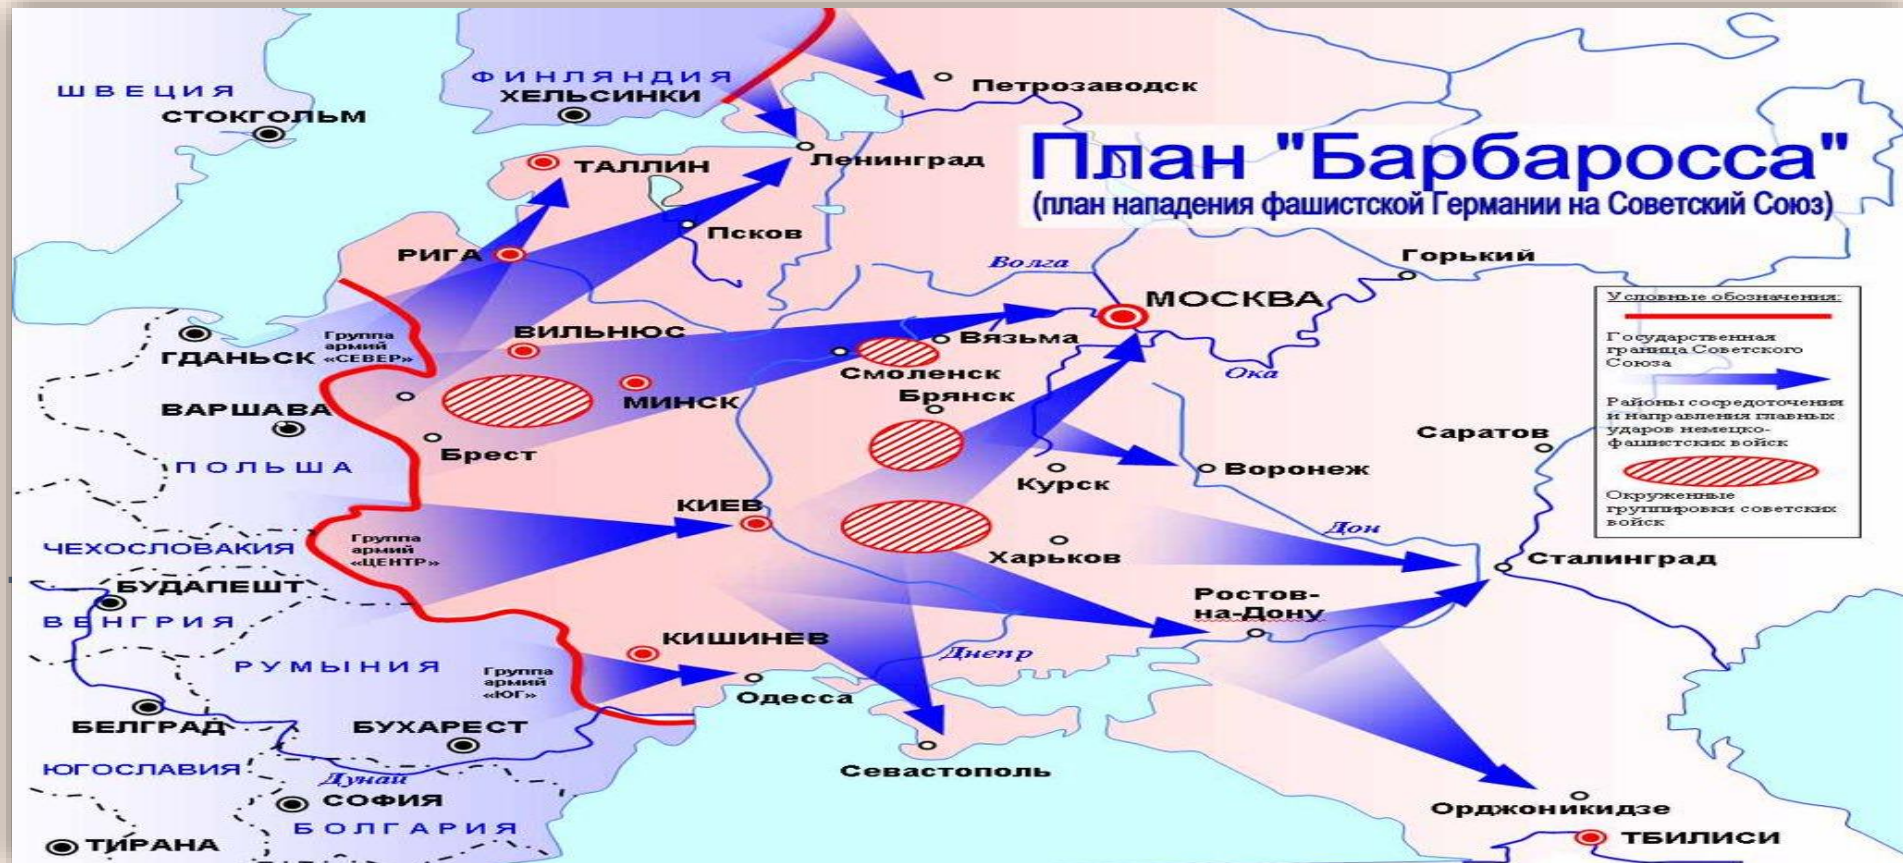 ШВЕЦИЯ
СТОКГОЛЬМ
ФИНЛЯНДИЯ
ХЕЛЬСИНКИ
Петрозаводск
План "Барбаросса"
(план нападения фашистской Германии на Советский Союз)
ТАЛЛИН
Ленинград
Псков
РИГА
Волга
Горький
МОСКВА
Условные обозначения:
Государственная
граница Советского
Союза
Районы сосредоточения
и направления главных
ударов немецко-
фашистских войск
Окруженные
группировки советских
войск
ГДАНЬСК
Группа
армий
«СЕВЕР»
ВИЛЬНЮС
Вязьма
Смоленск
Ока
ВАРШАВА
МИНСК
Брянск
ПОЛЬША
Брест
Саратов
Курск
Воронеж
КИЕВ
Дон
ЧЕХОСЛОВАКИЯ
Группа
армий
«ЦЕНТР»
Харьков
Сталинград
БУДАПЕШТ
ВЕНГРИЯ
Ростов-
на-Дону
КИШИНЕВ
Днепр
РУМЫНИЯ
Группа
армий
«ЮГ»
Одесса
БЕЛГРАД
БУХАРЕСТ
ЮГОСЛАВИЯ
Дунай
Севастополь
СОФИЯ
БОЛГАРИЯ
Орджоникидзе
ТИРАНА
ТБИЛИСИ